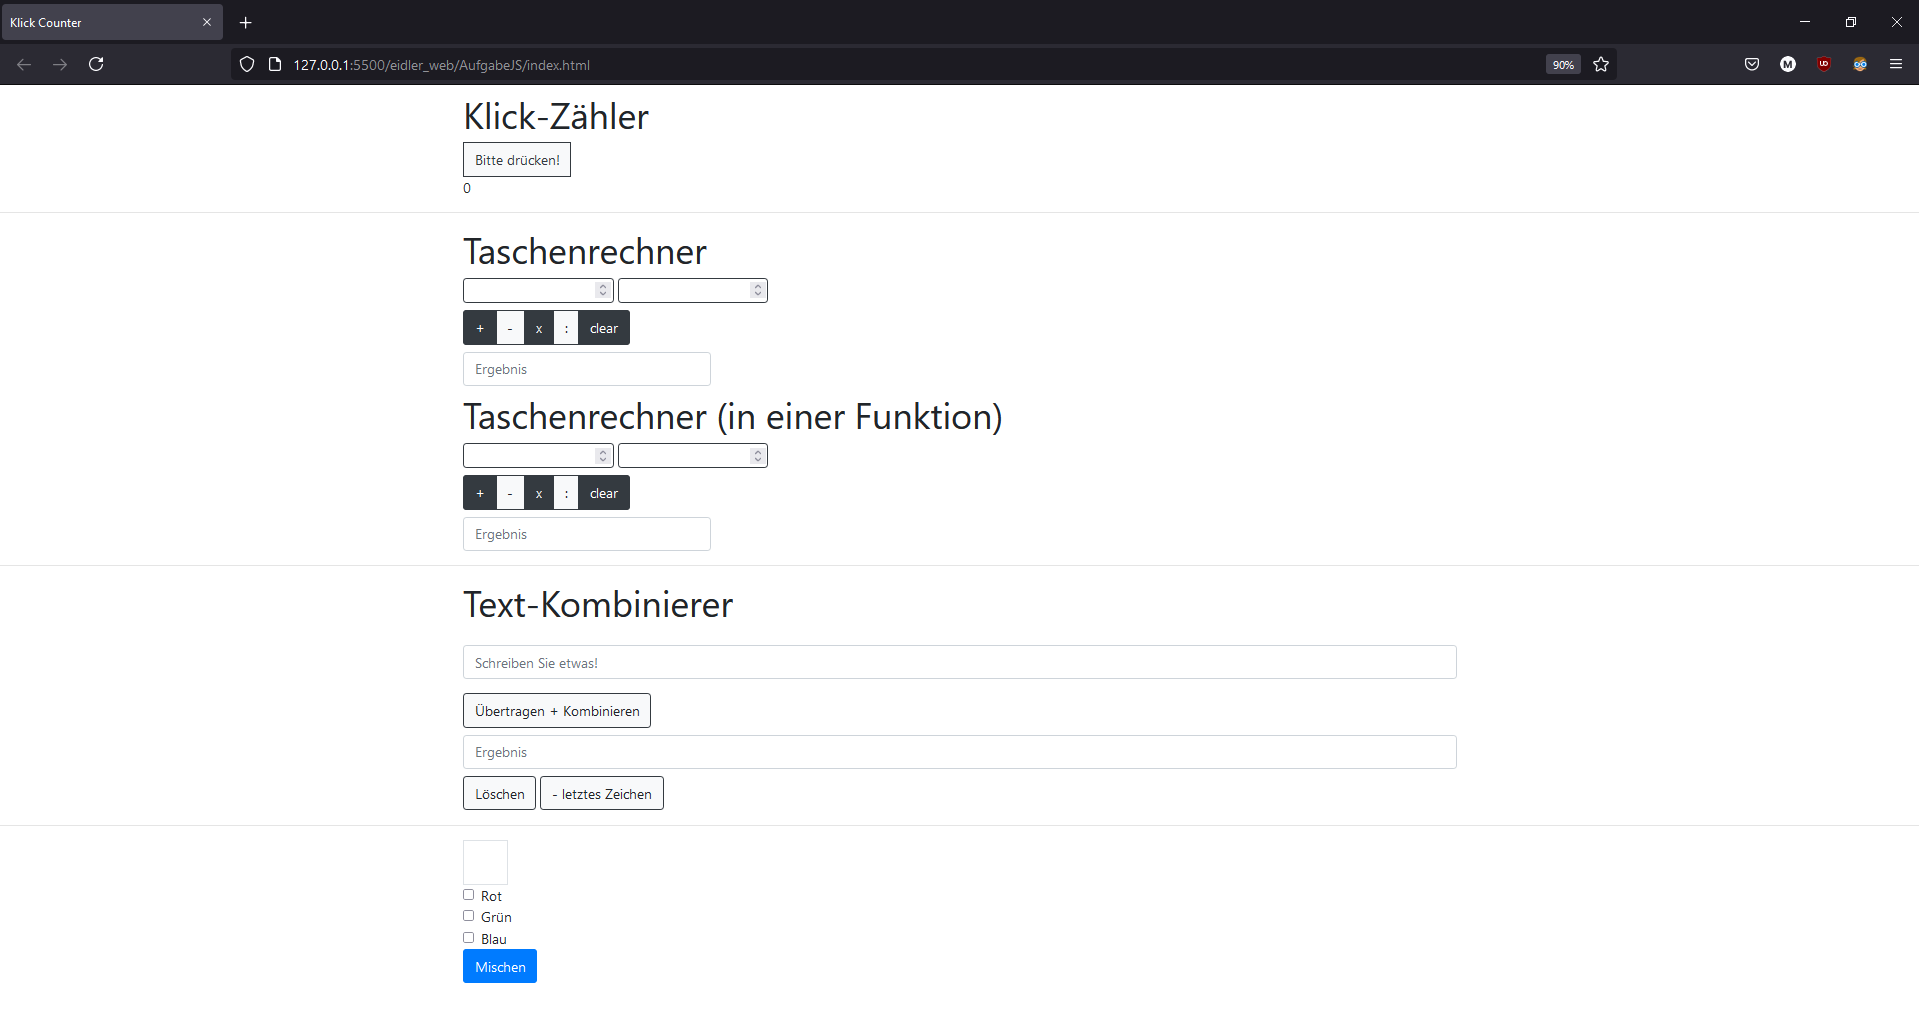 Klick Counter
127.0.0.1:5500/eidler_web/AufgabeJS/index.html 90%
Klick-Zähler
Bitte drücken!
0
Taschenrechner
+ - x : clear
Ergebnis
Taschenrechner (in einer Funktion)
+ - x : clear
Ergebnis
Text-Kombinierer
Schreiben Sie etwas!
Übertragen + Kombinieren
Ergebnis
Löschen - letztes Zeichen
Rot
Grün
Blau
Mischen